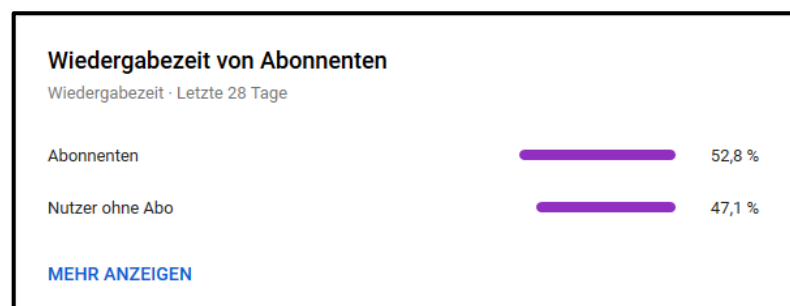 Wiedergabezeit von Abonnenten
Wiedergabezeit · Letzte 28 Tage
Abonnenten 52,8 %
Nutzer ohne Abo 47,1 %
MEHR ANZEIGEN